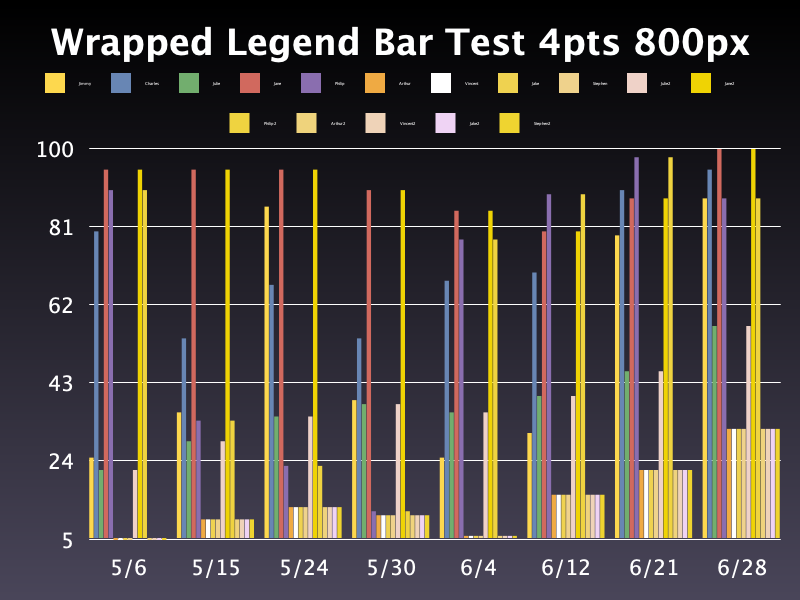 Wrapped Legend Bar Test 4pts 800px
Jimmy Charles Jake Jane Philip Arthur Vincent Jake Stephen Jake2 Jane2
Philip2 Arthur2 Vincent2 Jake2 Stephen2
100
81
62
43
24
5
5/6 5/15 5/24 5/30 6/4 6/12 6/21 6/28